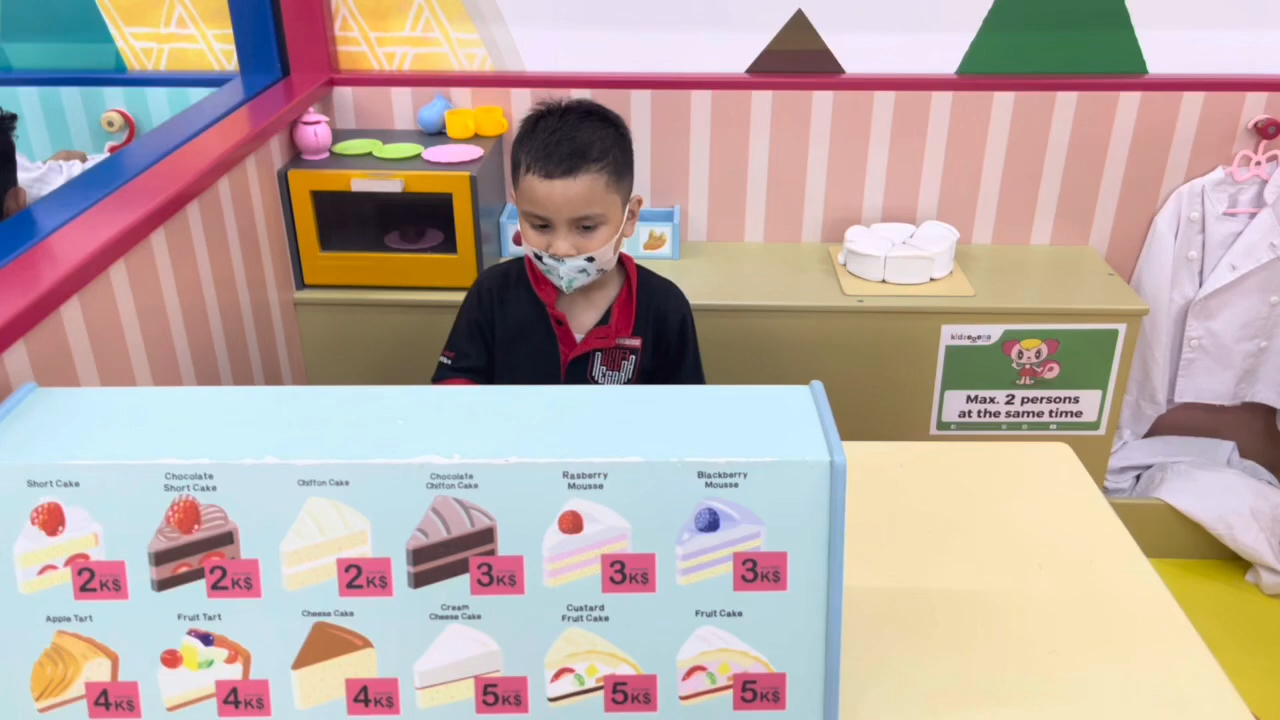 kidzooona
Max. 2 persons
at the same time
Short Cake
Chocolate
Short Cake
Chiffon Cake
Chocolate
Chiffon Cake
Rasberry
Mousse
Blackberry
Mousse
2K$
2K$
2K$
3K$
3K$
3K$
Apple Tart
Fruit Tart
Cheese Cake
Cream
Cheese Cake
Custard
Fruit Cake
Fruit Cake
4K$
4K$
4K$
5K$
5K$
5K$